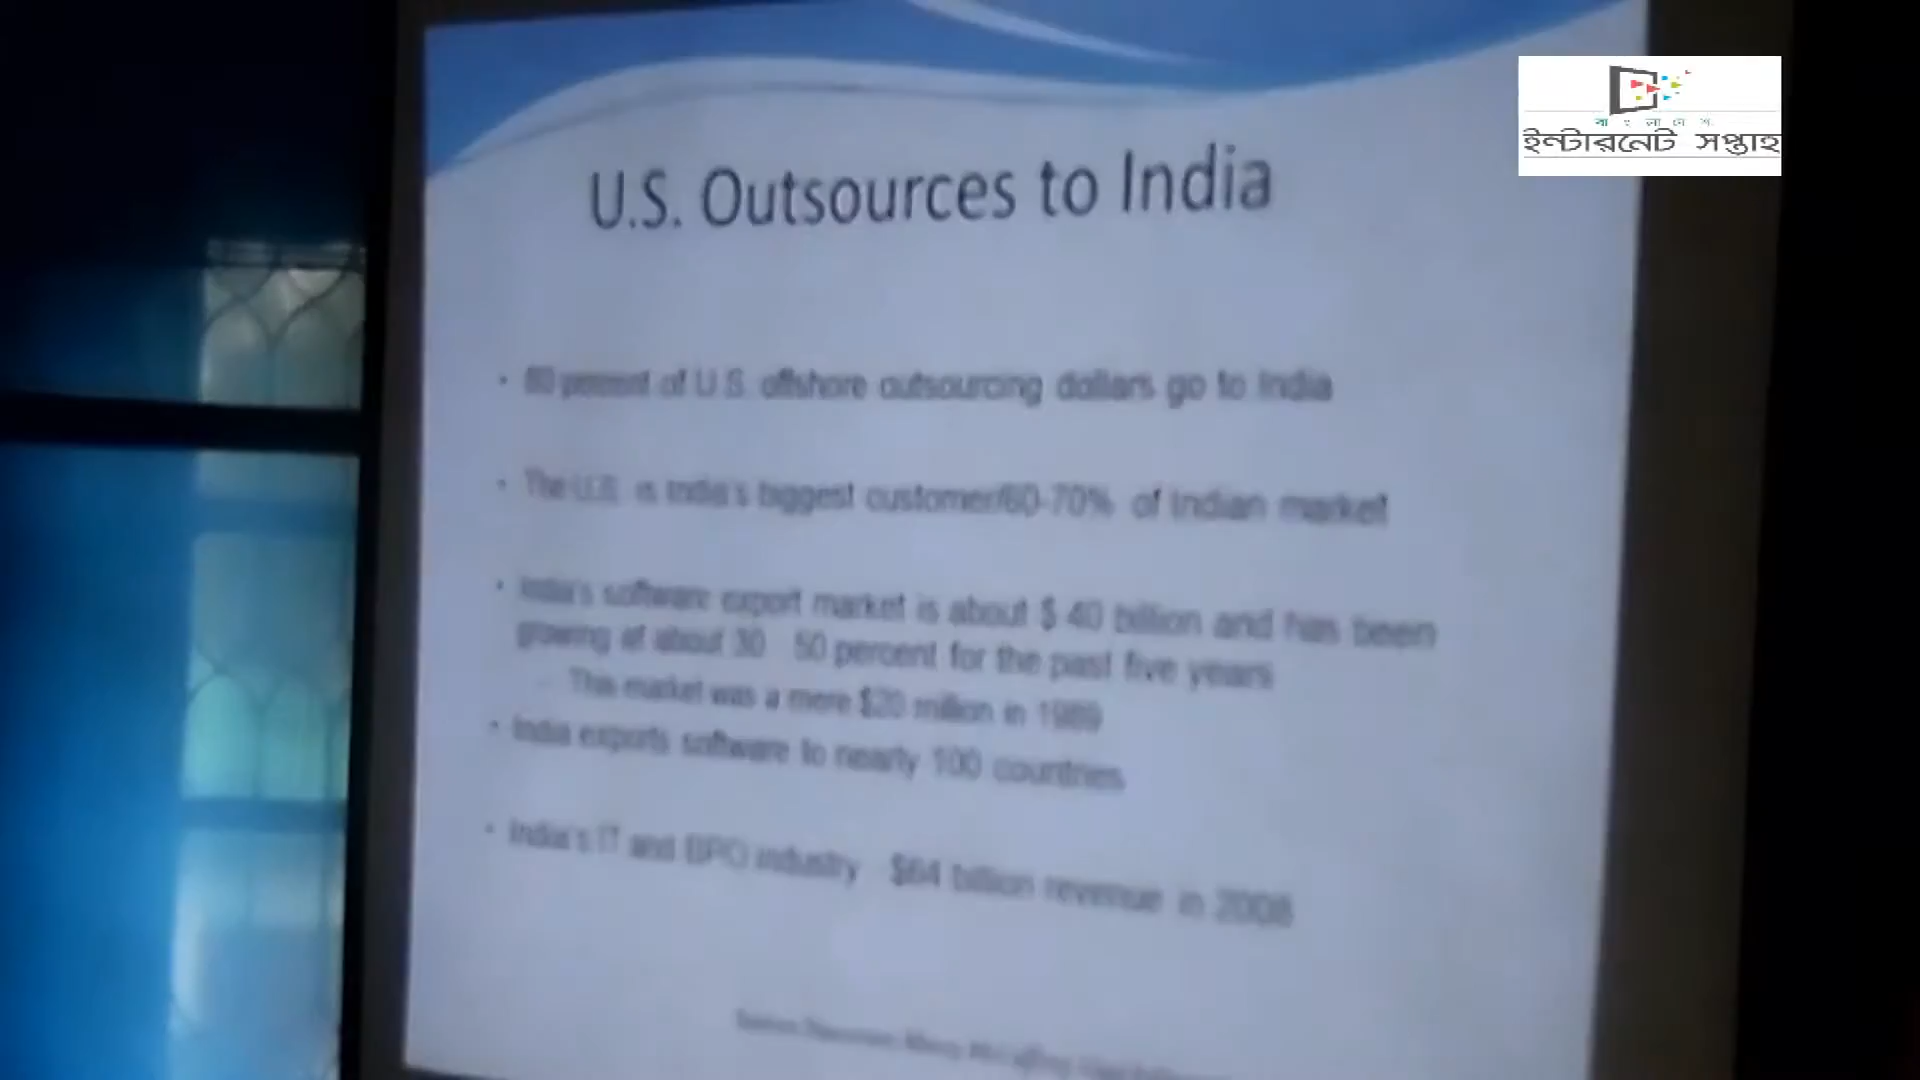 বাংলাদেশ
ইন্টারনেট সপ্তাহ
U.S. Outsources to India
• 80 percent of U.S. offshore outsourcing dollars go to India
• The U.S. is India's biggest customer/60-70% of Indian market
• India's software export market is about $ 40 billion and has been
growing at about 30 50 percent for the past five years
This market was a mere $20 million in 1989
• India exports software to nearly 100 countries
• India's IT and BPO industry $64 billion revenue in 2008